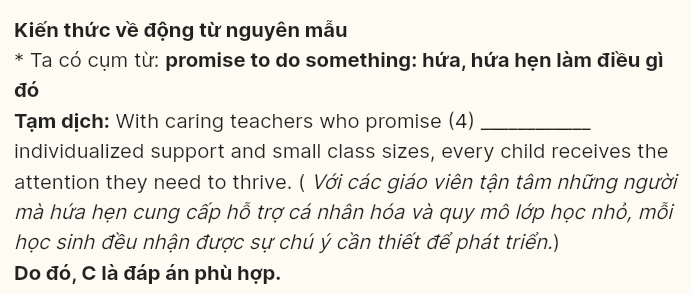 Kiến thức về động từ nguyên mẫu
* Ta có cụm từ: promise to do something: hứa, hứa hẹn làm điều gì
đó
Tạm dịch: With caring teachers who promise (4) ____________
individualized support and small class sizes, every child receives the
attention they need to thrive. ( Với các giáo viên tận tâm những người
mà hứa hẹn cung cấp hỗ trợ cá nhân hóa và quy mô lớp học nhỏ, mỗi
học sinh đều nhận được sự chú ý cần thiết để phát triển.)
Do đó, C là đáp án phù hợp.